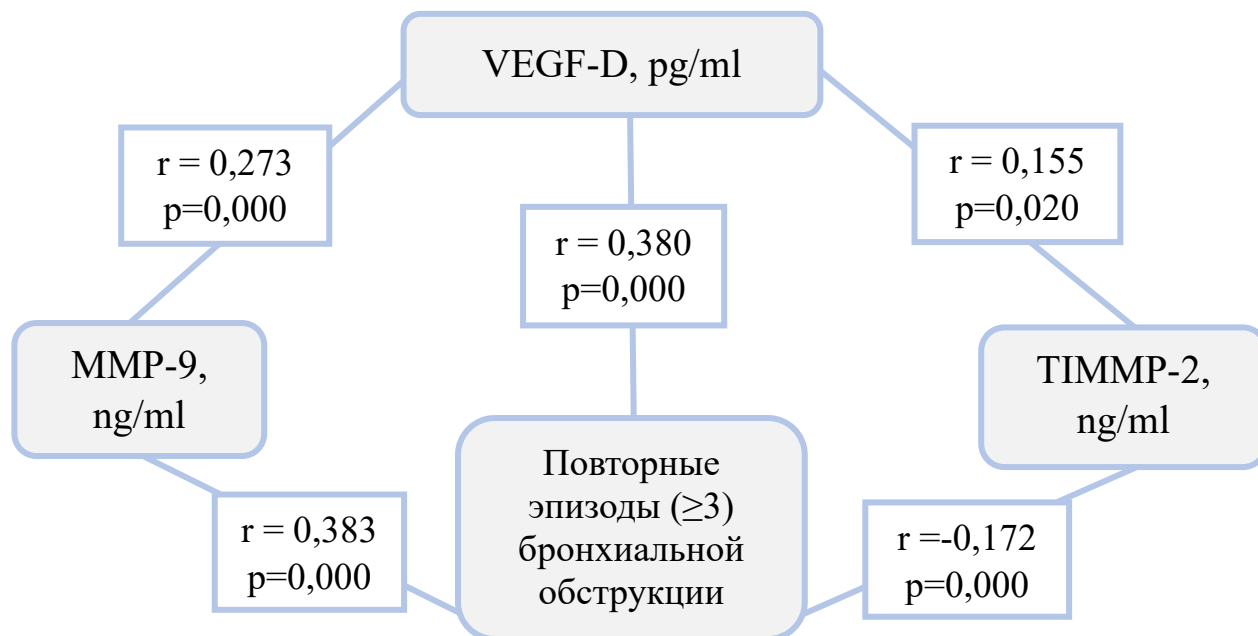 VEGF-D, pg/ml
r = 0,273
p=0,000
r = 0,155
p=0,020
r = 0,380
p=0,000
MMP-9,
ng/ml
TIMMP-2,
ng/ml
Повторные
эпизоды (≥3)
бронхиальной
обструкции
r = 0,383
p=0,000
r =-0,172
p=0,000